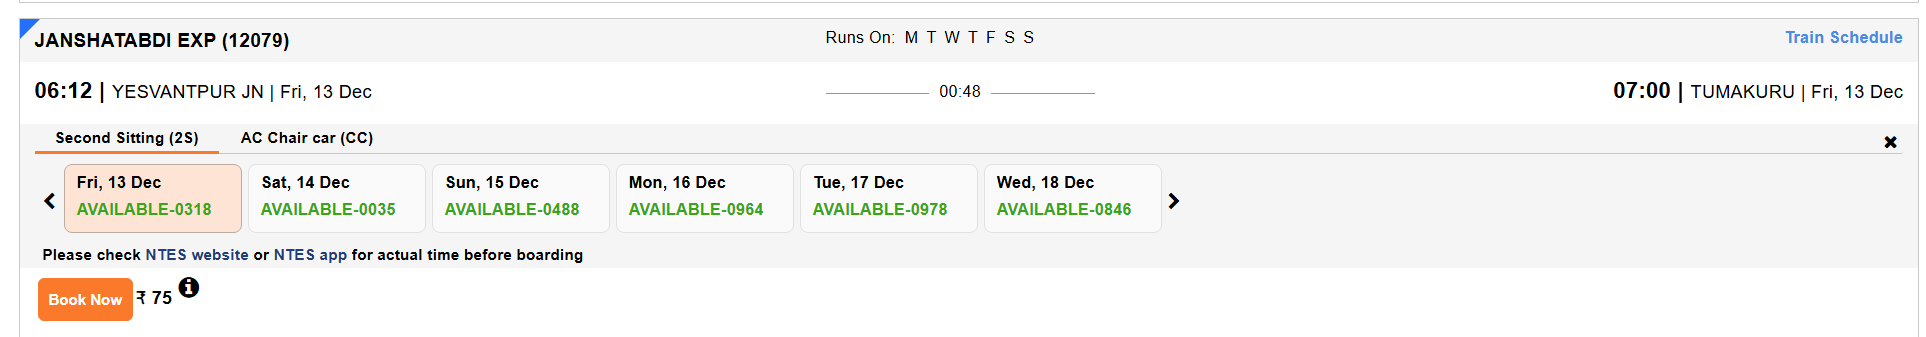 JANSHATABDI EXP (12079) Runs On: M T W T F S S Train Schedule
06:12 | YESVANTPUR JN | Fri, 13 Dec 00:48 07:00 | TUMAKURU | Fri, 13 Dec
Second Sitting (2S) AC Chair car (CC)
Fri, 13 Dec Sat, 14 Dec Sun, 15 Dec Mon, 16 Dec Tue, 17 Dec Wed, 18 Dec
AVAILABLE-0318 AVAILABLE-0035 AVAILABLE-0488 AVAILABLE-0964 AVAILABLE-0978 AVAILABLE-0846
Please check NTES website or NTES app for actual time before boarding
Book Now ₹ 75